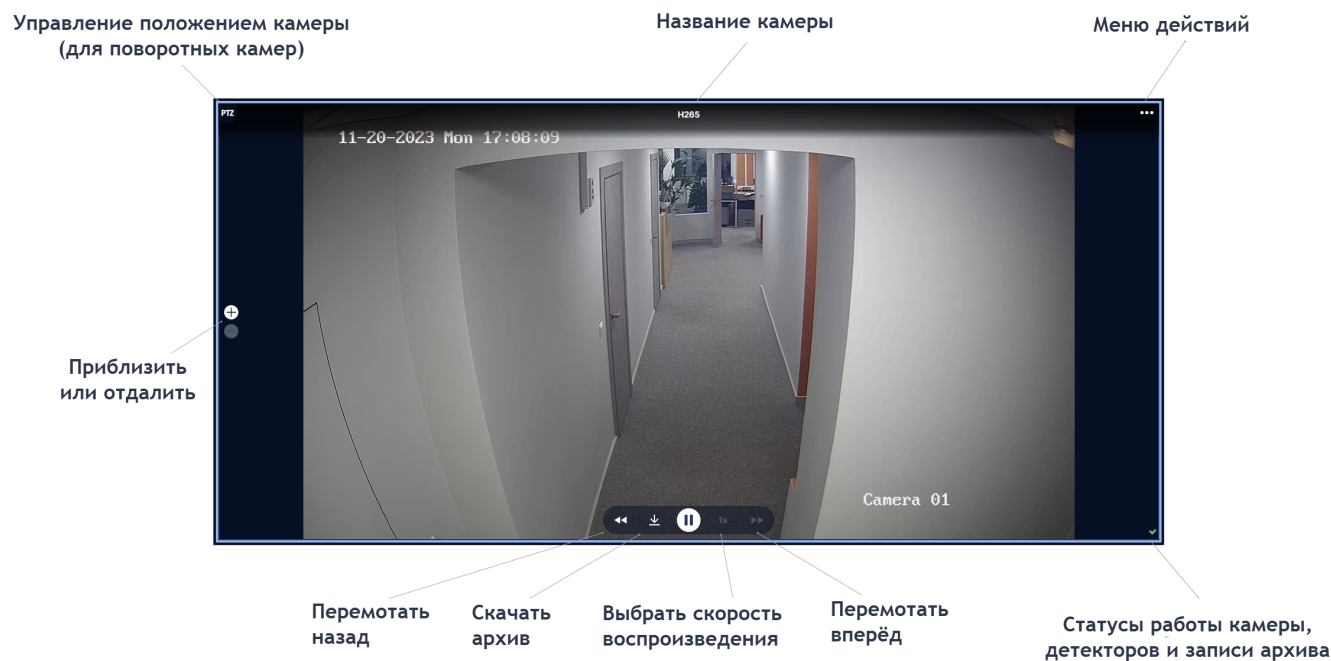 Управление положением камеры
(для поворотных камер)
Название камеры
Меню действий
PTZ
H265
11-20-2023 Mon 17:08:09
Приблизить
или отдалить
Camera 01
1x
Перемотать
назад
Скачать
архив
Выбрать скорость
воспроизведения
Перемотать
вперёд
Статусы работы камеры,
детекторов и записи архива